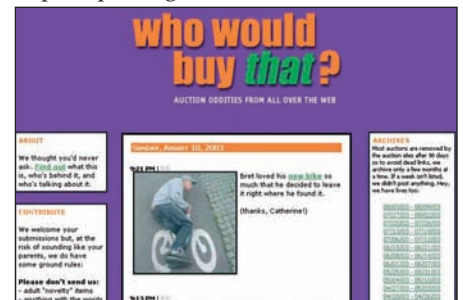 who would
buy that?
AUCTION ODDITIES FROM ALL OVER THE WEB
ABOUT
We thought you'd never
ask. Find out what this
is, who's behind it, and
who's talking about it.
CONTRIBUTE
We welcome your
submissions but, at the
risk of sounding like your
parents, we do have
some ground rules:
Please don't send us:
- adult "novelty" items
SUNDAY, AUGUST 10, 2003
9:21 PM |
Bret loved his new bike so
much that he decided to leave
it right where he found it.
(thanks, Catherine!)
9:13 PM |
ARCHIVES
Most auctions are removed by
the auction sites after 90 days
so to avoid dead links, we
archive only a few months at
a time. If a week isn't listed,
we didn't post anything. Hey,
we have lives too.